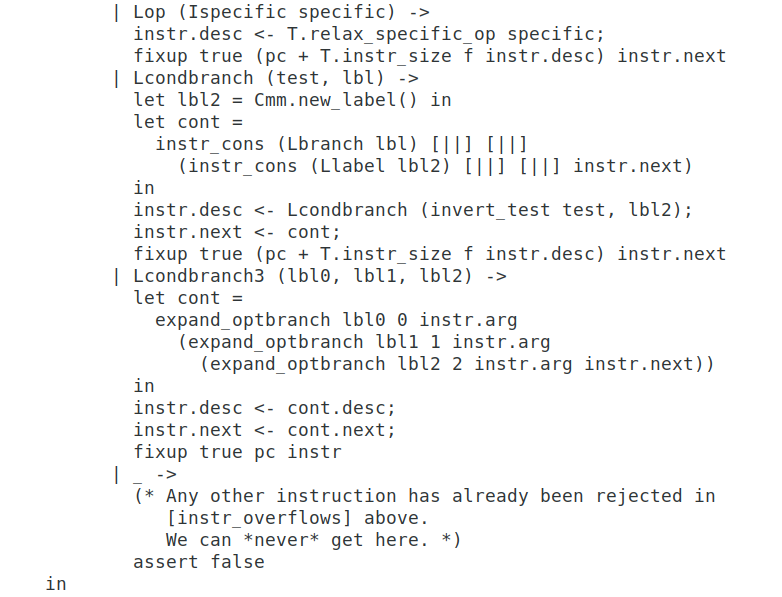 | Lop (Ispecific specific) ->
instr.desc <- T.relax_specific_op specific;
fixup true (pc + T.instr_size f instr.desc) instr.next
| Lcondbranch (test, lbl) ->
let lbl2 = Cmm.new_label() in
let cont =
instr_cons (Lbranch lbl) [||] [||]
(instr_cons (Llabel lbl2) [||] [||] instr.next)
in
instr.desc <- Lcondbranch (invert_test test, lbl2);
instr.next <- cont;
fixup true (pc + T.instr_size f instr.desc) instr.next
| Lcondbranch3 (lbl0, lbl1, lbl2) ->
let cont =
expand_optbranch lbl0 0 instr.arg
(expand_optbranch lbl1 1 instr.arg
(expand_optbranch lbl2 2 instr.arg instr.next))
in
instr.desc <- cont.desc;
instr.next <- cont.next;
fixup true pc instr
| _ ->
(* Any other instruction has already been rejected in
[instr_overflows] above.
We can *never* get here. *)
assert false
in